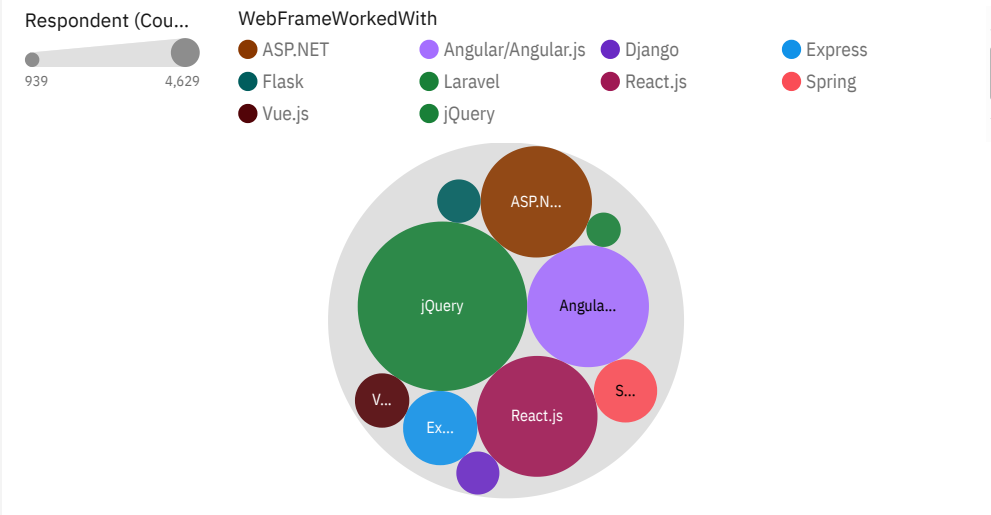 Respondent (Cou...
939 4,629
WebFrameWorkedWith
ASP.NET Angular/Angular.js Django Express
Flask Laravel React.js Spring
Vue.js jQuery
ASP.N...
jQuery Angula...
S...
V... React.js
Ex...